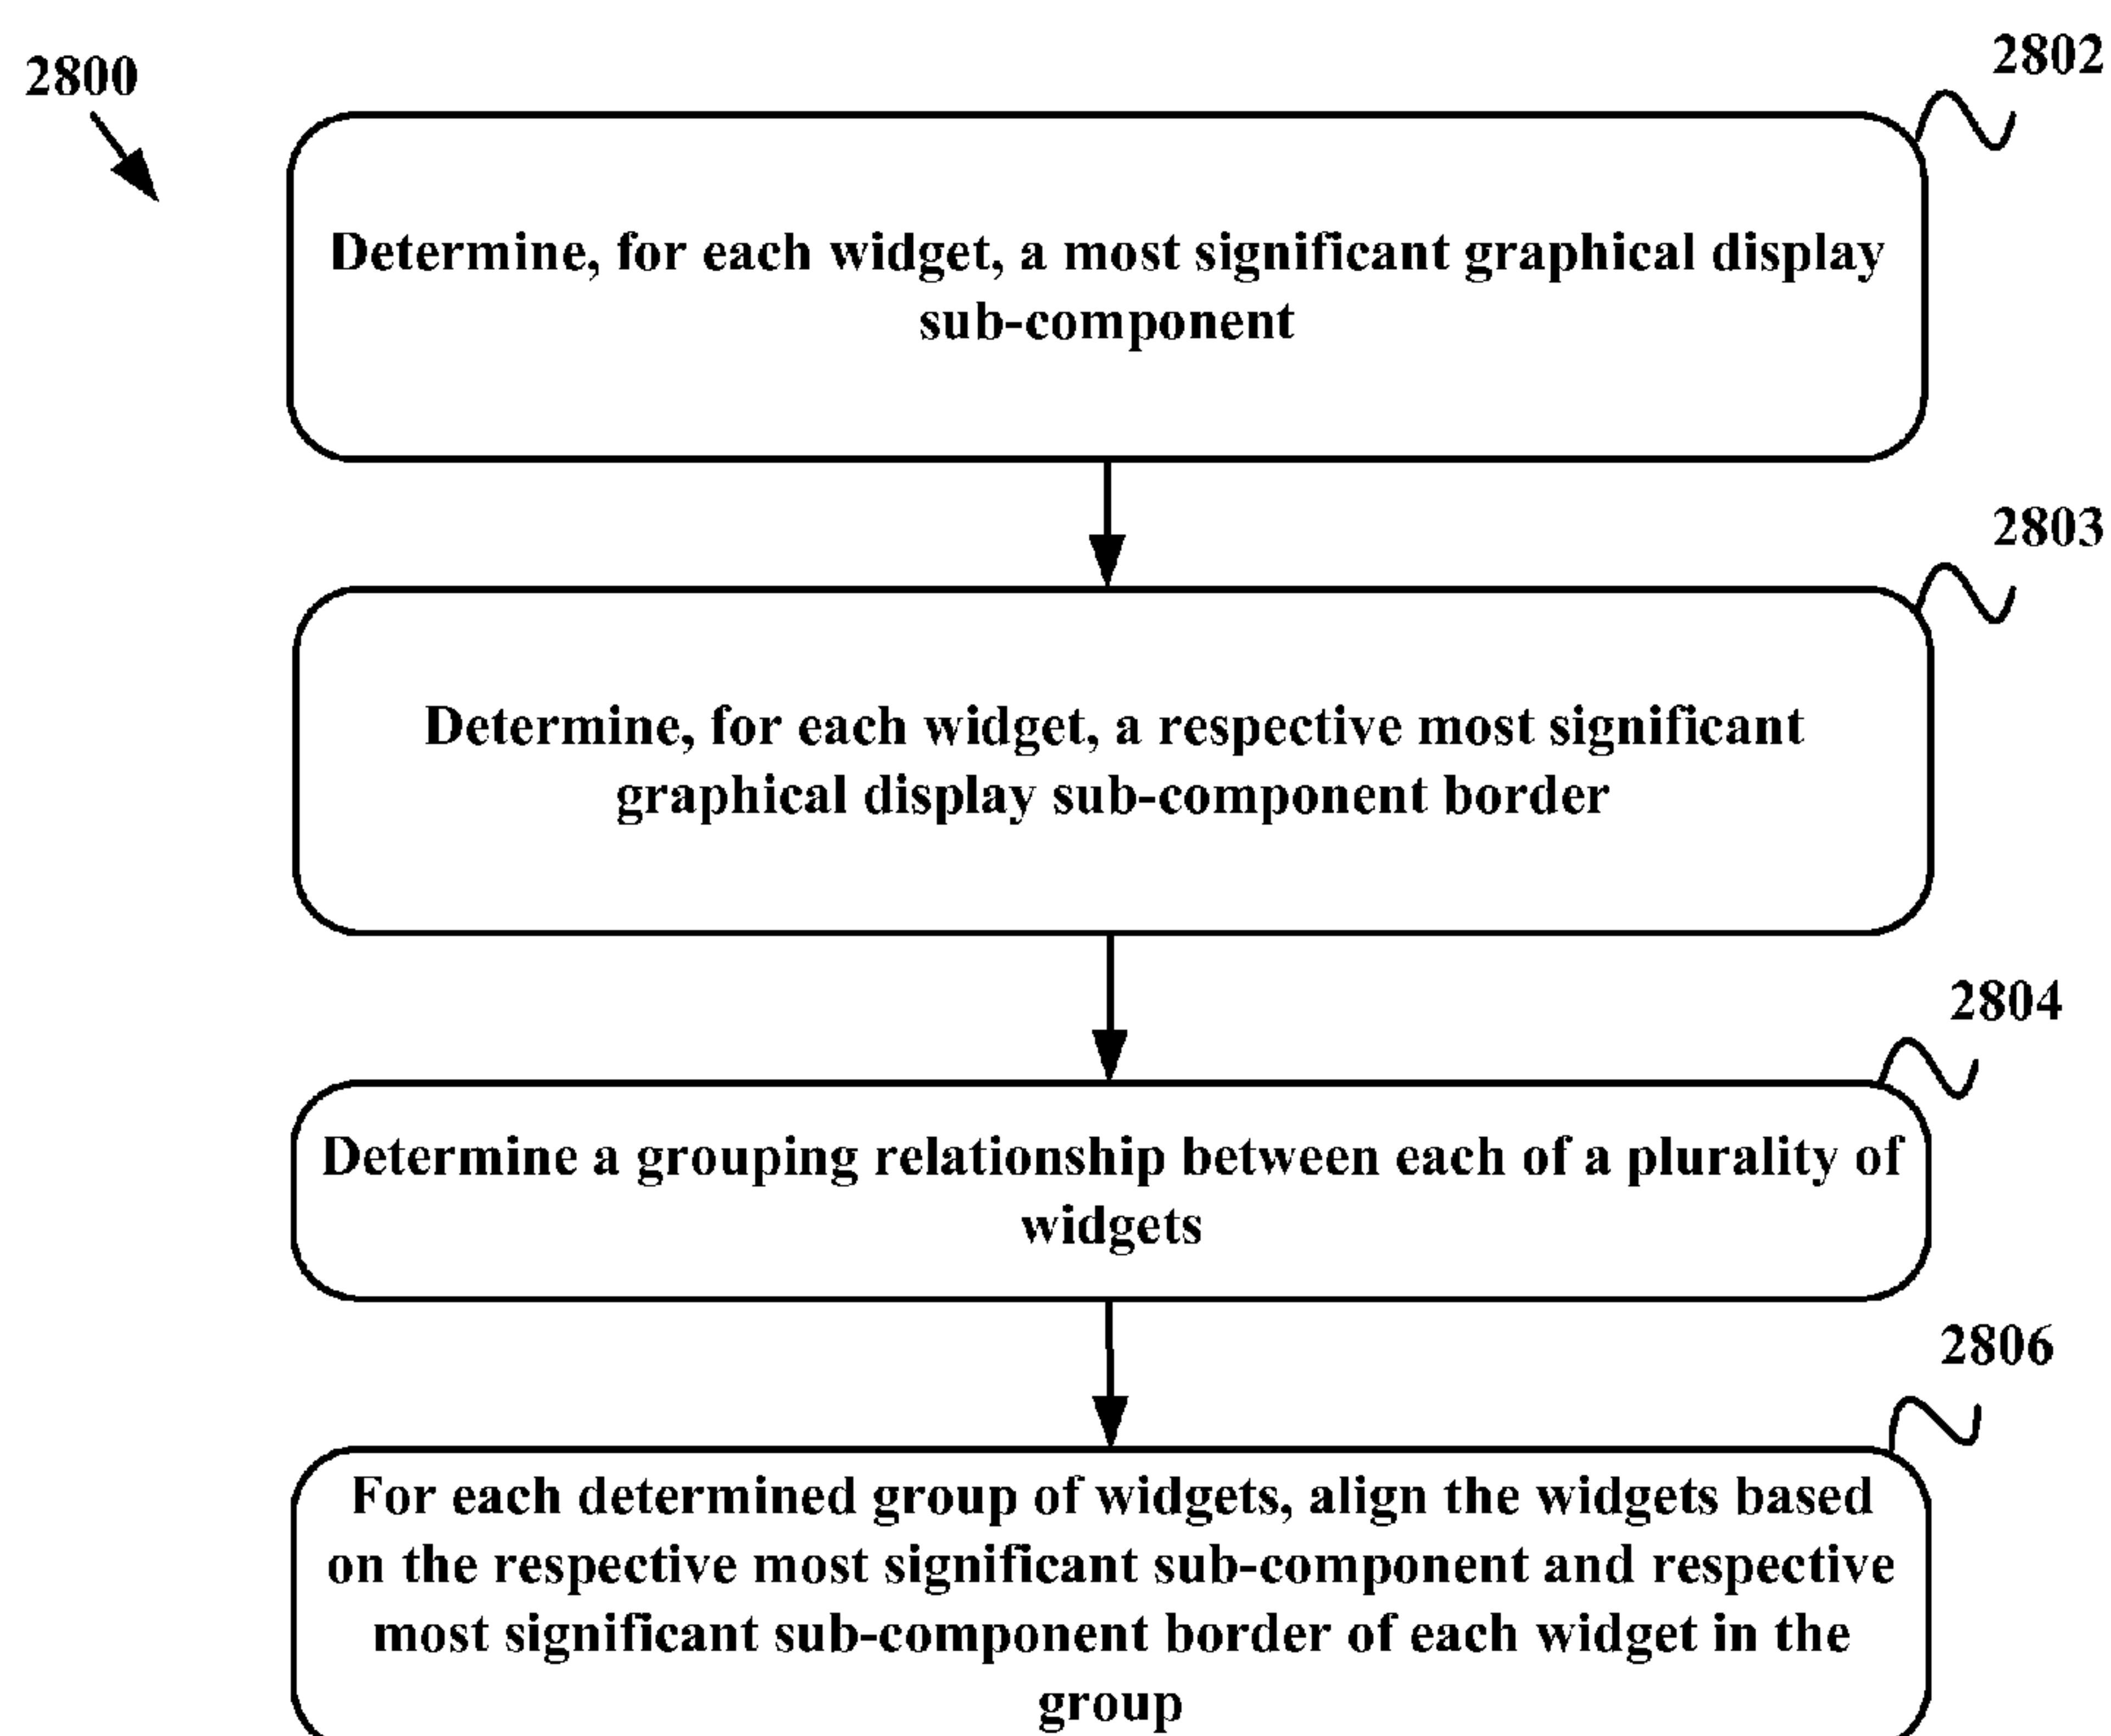 2800
2802
Determine, for each widget, a most significant graphical display
sub-component
2803
Determine, for each widget, a respective most significant
graphical display sub-component border
2804
Determine a grouping relationship between each of a plurality of
widgets
2806
For each determined group of widgets, align the widgets based
on the respective most significant sub-component and respective
most significant sub-component border of each widget in the
group